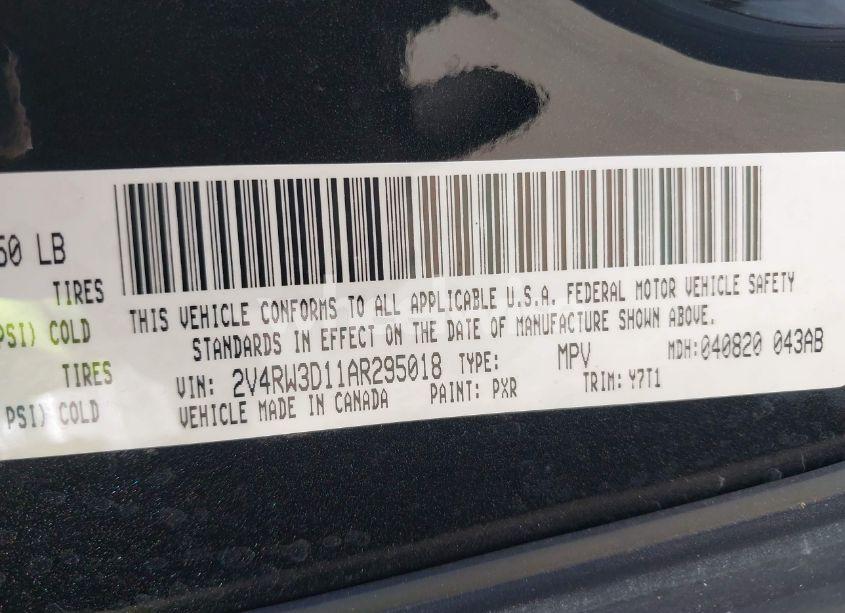 60 LB
TIRES
PSI) COLD
TIRES
PSI) COLD
THIS VEHICLE CONFORMS TO ALL APPLICABLE U.S.A. FEDERAL MOTOR VEHICLE SAFETY
STANDARDS IN EFFECT ON THE DATE OF MANUFACTURE SHOWN ABOVE.
VIN: 2V4RW3D11AR295018 TYPE: MPV MDH:040820 043AB
VEHICLE MADE IN CANADA PAINT: PXR TRIM: Y7T1